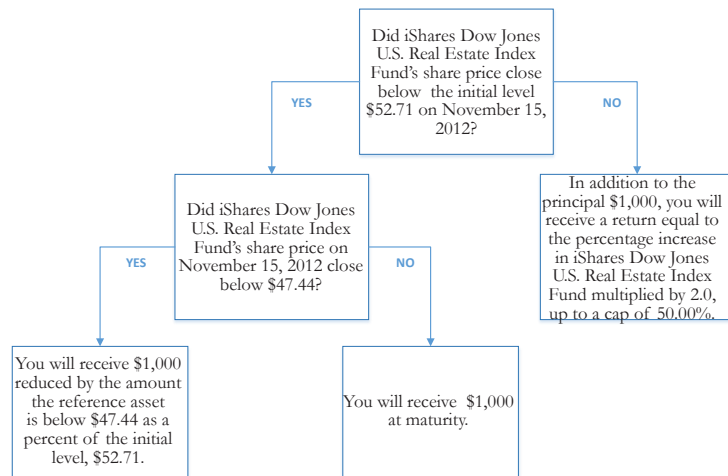 Did iShares Dow Jones
U.S. Real Estate Index
Fund's share price close
below the initial level
$52.71 on November 15,
2012?
YES
NO
Did iShares Dow Jones
U.S. Real Estate Index
Fund's share price on
November 15, 2012 close
below $47.44?
In addition to the
principal $1,000, you will
receive a return equal to
the percentage increase
in iShares Dow Jones
U.S. Real Estate Index
Fund multiplied by 2.0,
up to a cap of 50.00%.
YES
NO
You will receive $1,000
reduced by the amount
the reference asset
is below $47.44 as a
percent of the initial
level, $52.71.
You will receive $1,000
at maturity.